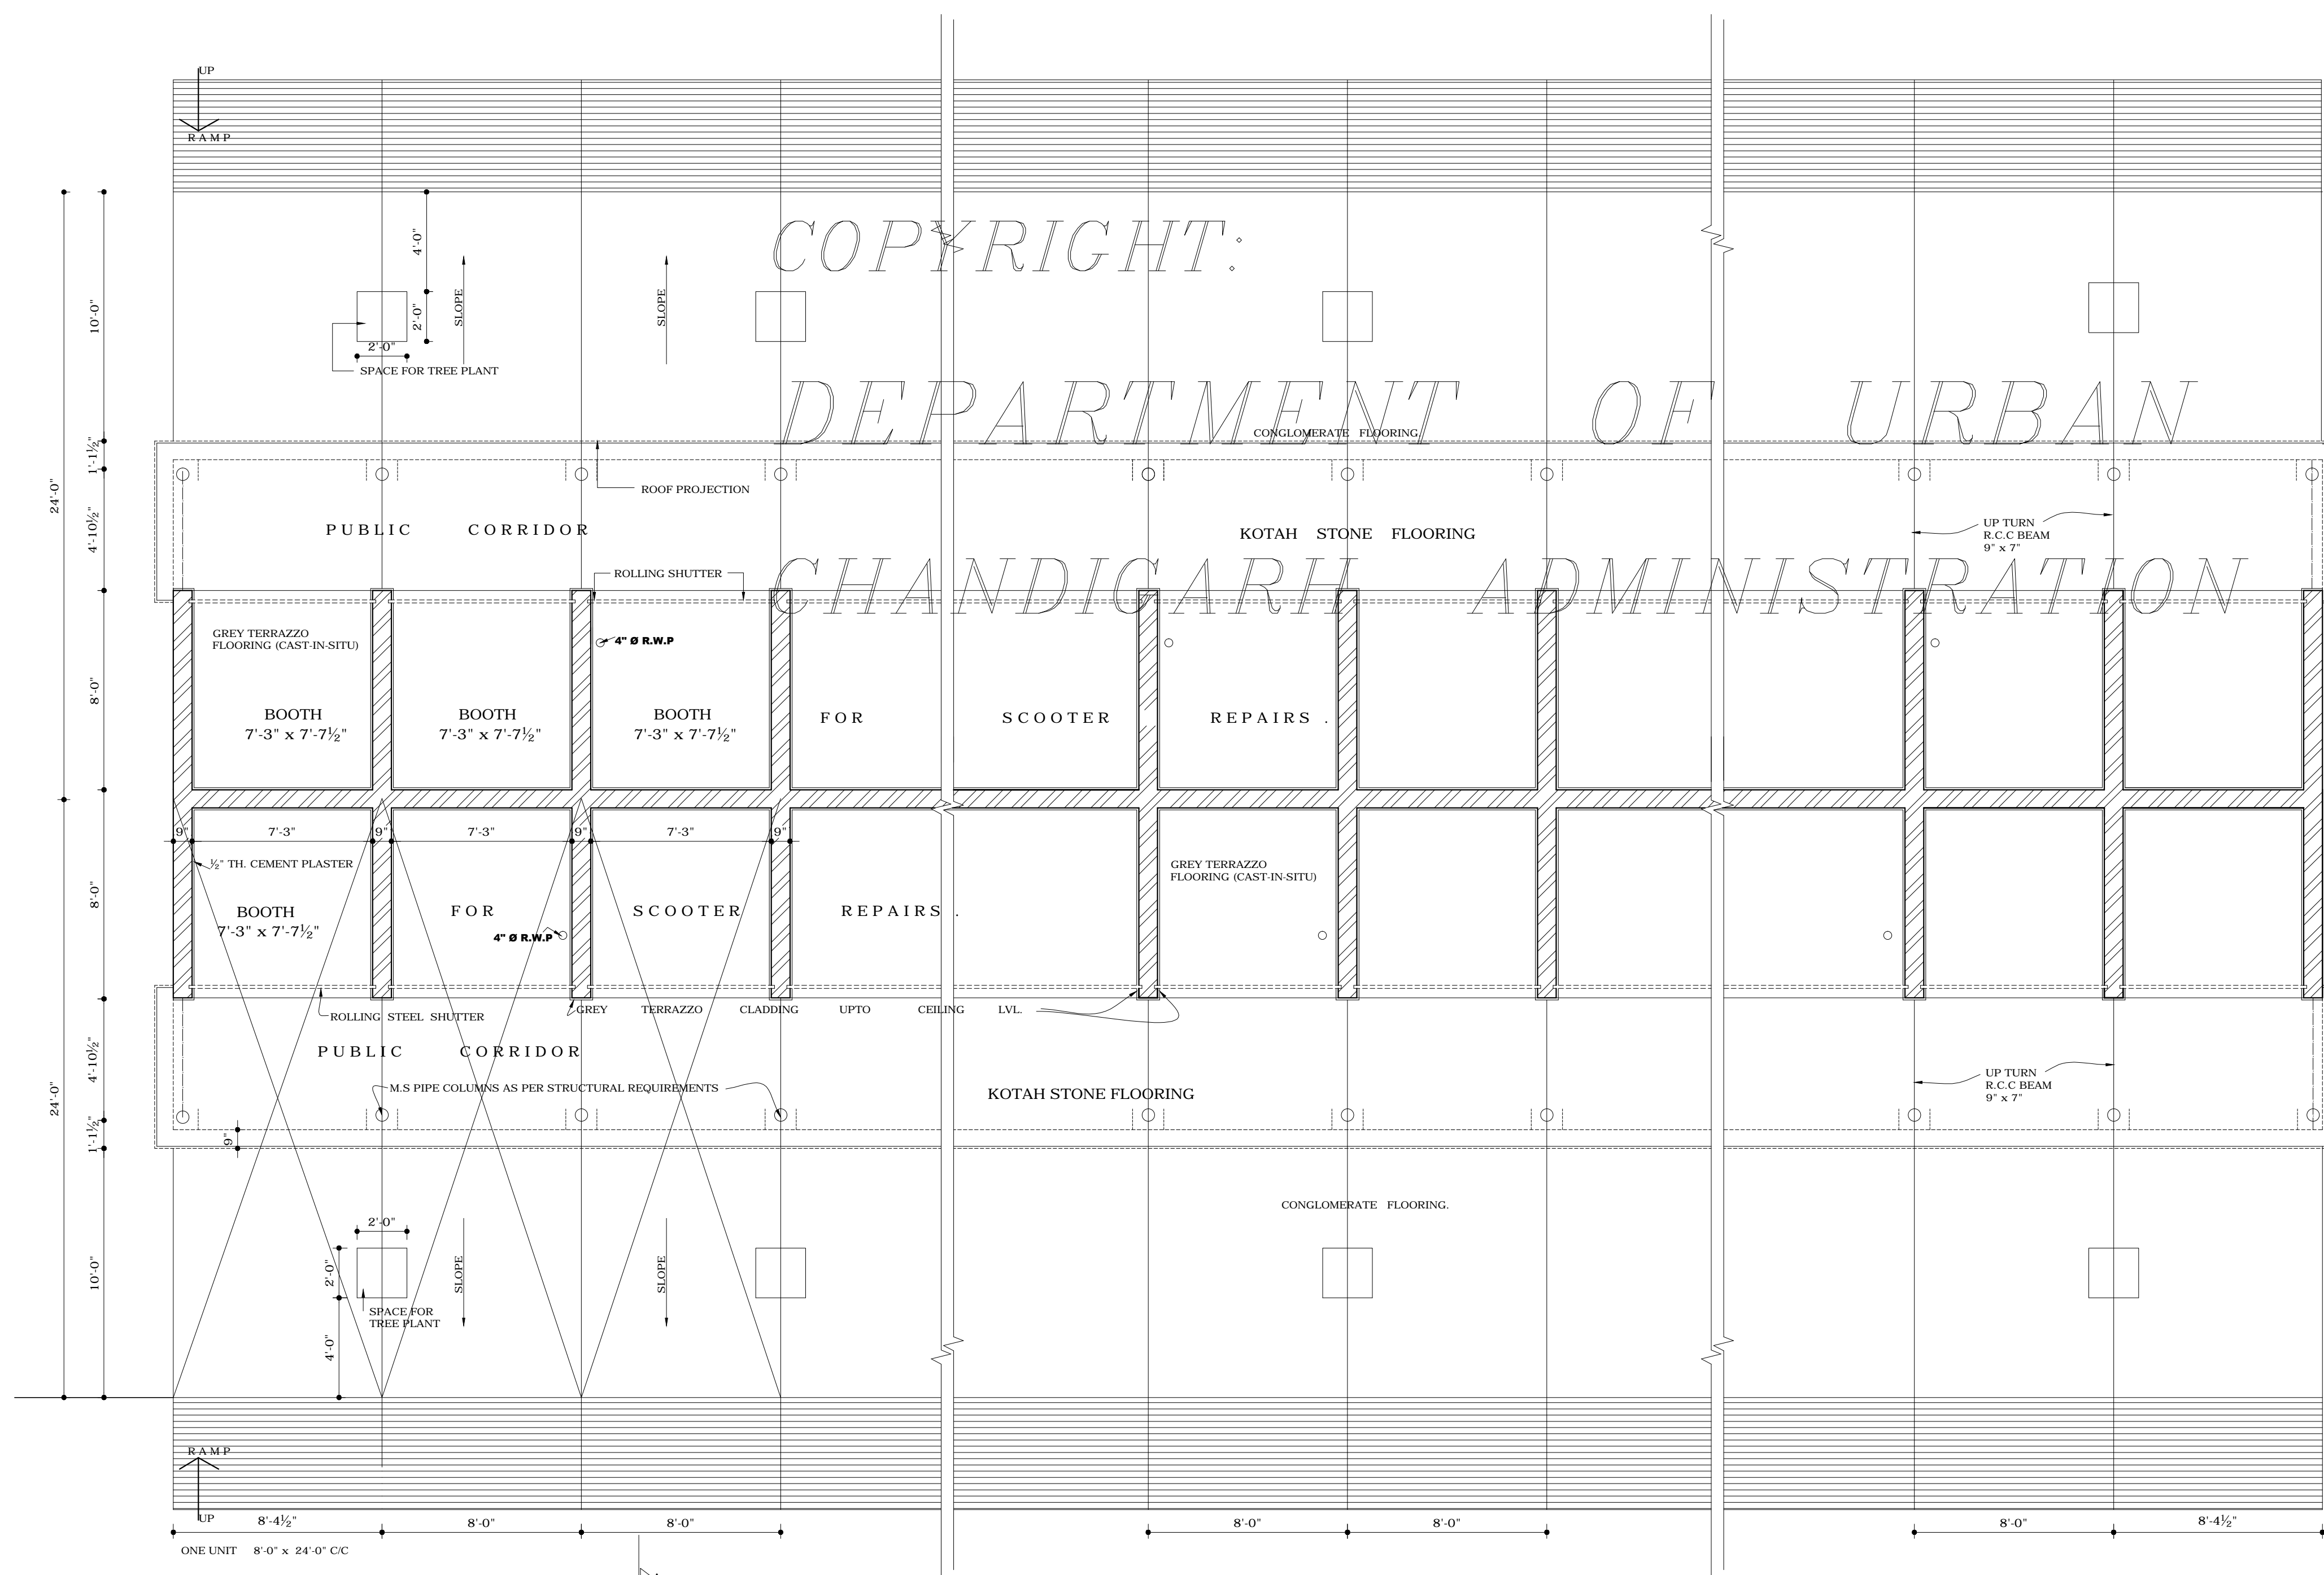 UP
RAMP
COPYRIGHT:
4'-0"
10'-0"
2'-0"
SLOPE
SLOPE
2'-0"
SPACE FOR TREE PLANT
DEPARTMENT OF URBAN
CONGLOMERATE FLOORING.
1'-1½"
24'-0"
ROOF PROJECTION
4'-10½"
PUBLIC CORRIDOR
KOTAH STONE FLOORING
UP TURN
R.C.C BEAM
9" x 7"
ROLLING SHUTTER
CHANDIGARH ADMINISTRATION
GREY TERRAZZO
FLOORING (CAST-IN-SITU)
4" Ø R.W.P
8'-0"
BOOTH
7'-3" x 7'-7½"
BOOTH
7'-3" x 7'-7½"
BOOTH
7'-3" x 7'-7½"
FOR SCOOTER REPAIRS .
9" 7'-3" 9" 7'-3" 9" 7'-3" 9"
½" TH. CEMENT PLASTER
GREY TERRAZZO
FLOORING (CAST-IN-SITU)
8'-0"
BOOTH
7'-3" x 7'-7½"
FOR SCOOTER REPAIRS .
4" Ø R.W.P
GREY TERRAZZO CLADDING UPTO CEILING LVL.
ROLLING STEEL SHUTTER
4'-10½"
PUBLIC CORRIDOR
24'-0"
M.S PIPE COLUMNS AS PER STRUCTURAL REQUIREMENTS
KOTAH STONE FLOORING
UP TURN
R.C.C BEAM
9" x 7"
1'-1½"
9"
CONGLOMERATE FLOORING.
2'-0"
10'-0"
2'-0"
SLOPE
SLOPE
SPACE FOR
TREE PLANT
4'-0"
RAMP
UP
8'-4½" 8'-0" 8'-0" 8'-0" 8'-0" 8'-0" 8'-4½"
ONE UNIT 8'-0" x 24'-0" C/C